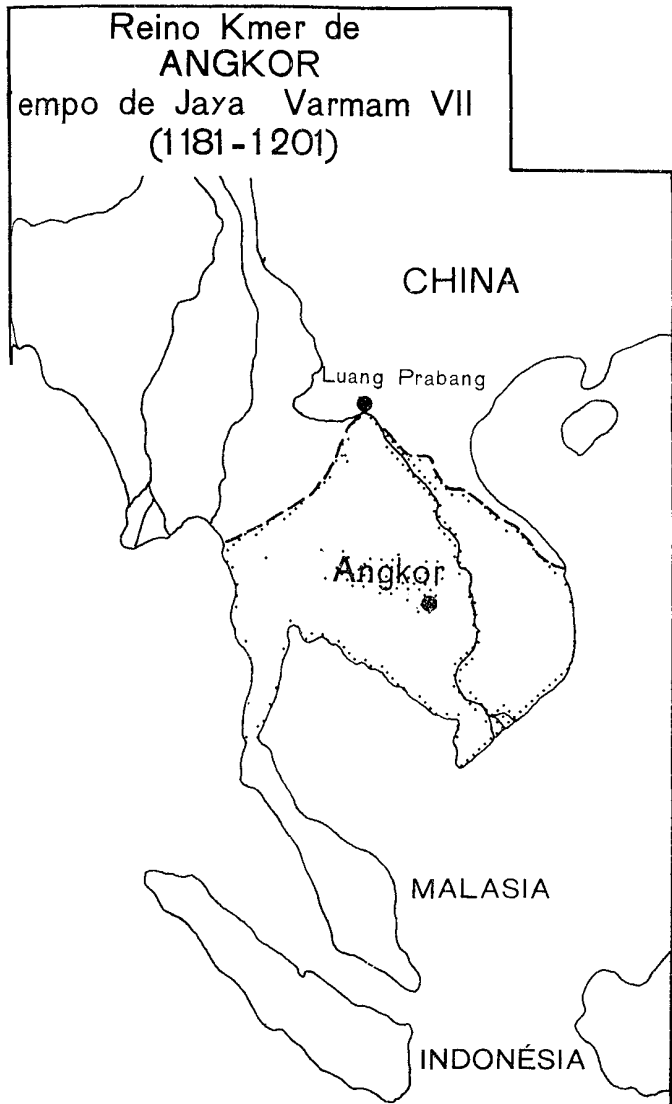 Reino Kmer de
ANGKOR
empo de Jaya Varmam VII
(1181-1201)
CHINA
Luang Prabang
Angkor
MALASIA
INDONÉSIA